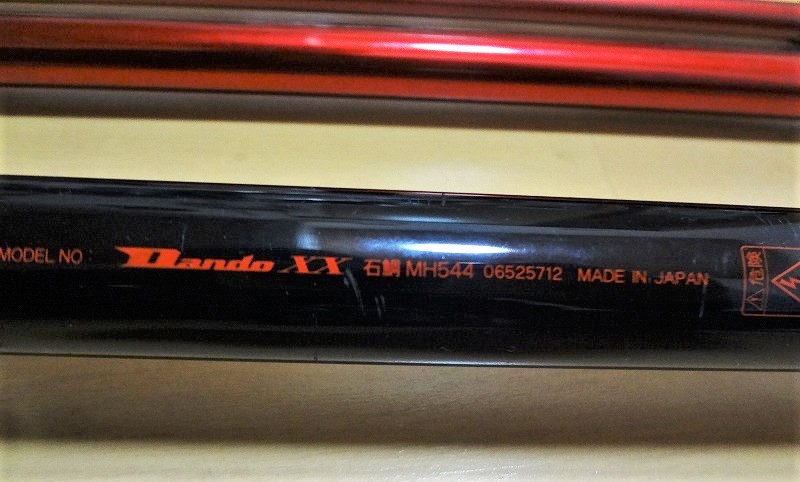 MODEL NO : Dando XX 石鯛 MH544 06525712 MADE IN JAPAN
危険